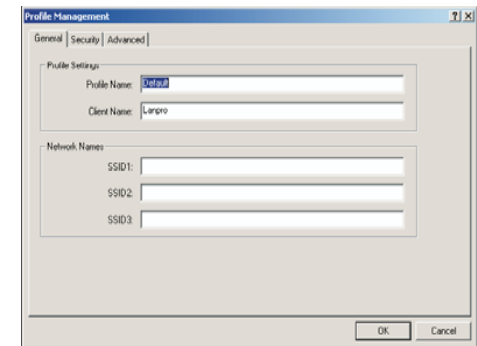 Profile Management
General Security Advanced
Profile Settings
Profile Name: Default
Client Name: Lanpro
Network Names
SSID1:
SSID2:
SSID3:
OK Cancel